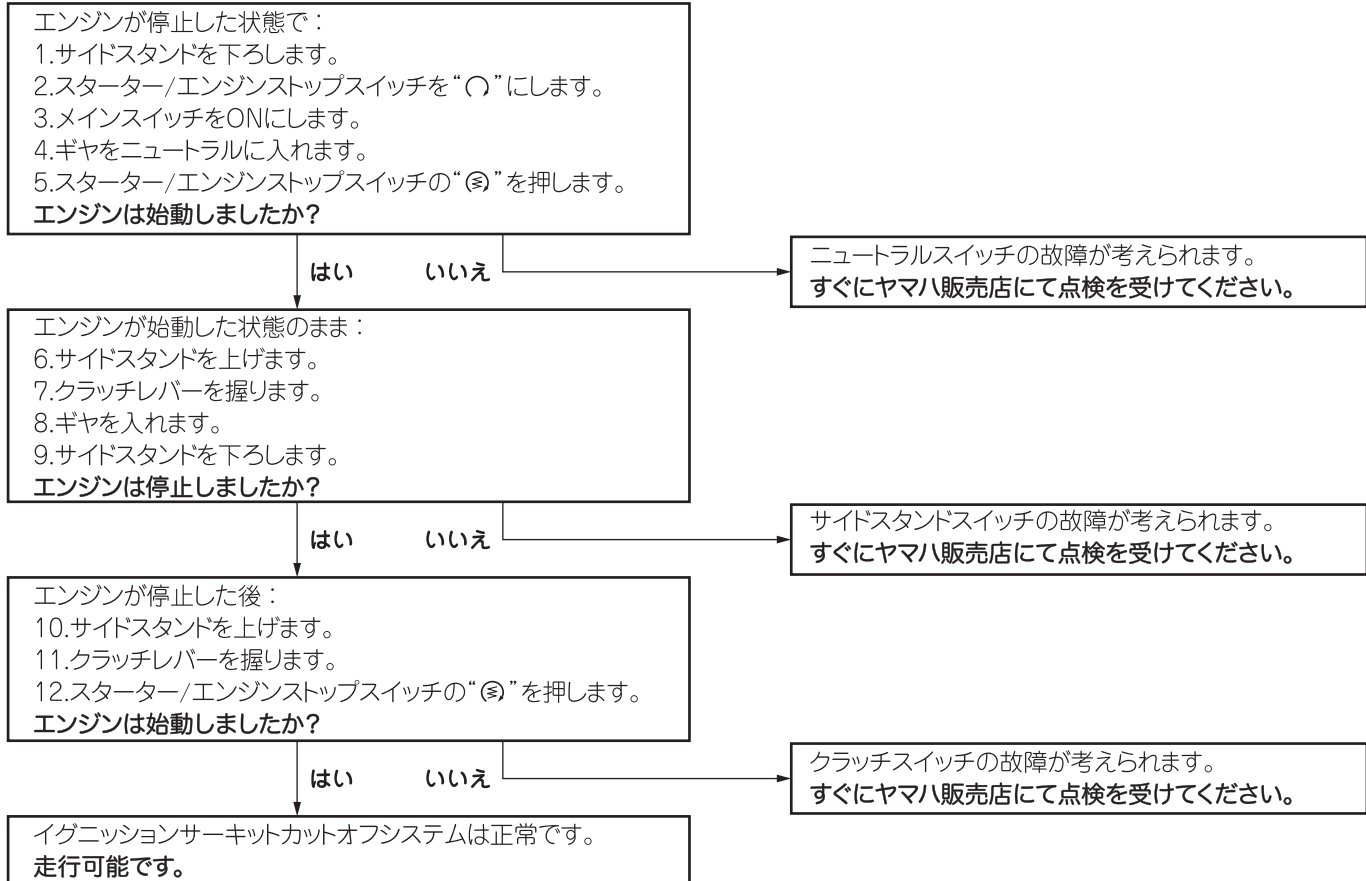 エンジンが停止した状態で：
1.サイドスタンドを下ろします。
2.スターター/エンジンストップスイッチを“”にします。
3.メインスイッチをONにします。
4.ギヤをニュートラルに入れます。
5.スターター/エンジンストップスイッチの“”を押します。
エンジンは始動しましたか?
はい
いいえ
ニュートラルスイッチの故障が考えられます。
すぐにヤマハ販売店にて点検を受けてください。
エンジンが始動した状態のまま：
6.サイドスタンドを上げます。
7.クラッチレバーを握ります。
8.ギヤを入れます。
9.サイドスタンドを下ろします。
エンジンは停止しましたか?
はい
いいえ
サイドスタンドスイッチの故障が考えられます。
すぐにヤマハ販売店にて点検を受けてください。
エンジンが停止した後：
10.サイドスタンドを上げます。
11.クラッチレバーを握ります。
12.スターター/エンジンストップスイッチの“”を押します。
エンジンは始動しましたか?
はい
いいえ
クラッチスイッチの故障が考えられます。
すぐにヤマハ販売店にて点検を受けてください。
イグニッションサーキットカットオフシステムは正常です。
走行可能です。